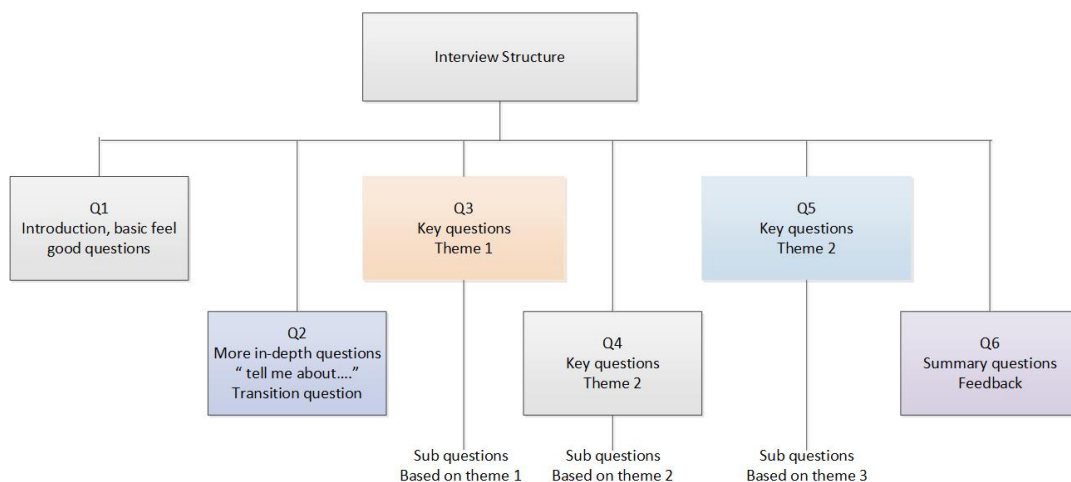 Interview Structure
Q1
Introduction, basic feel
good questions
Q2
More in-depth questions
“ tell me about....”
Transition question
Q3
Key questions
Theme 1
Q4
Key questions
Theme 2
Q5
Key questions
Theme 2
Q6
Summary questions
Feedback
Sub questions
Based on theme 1
Sub questions
Based on theme 2
Sub questions
Based on theme 3